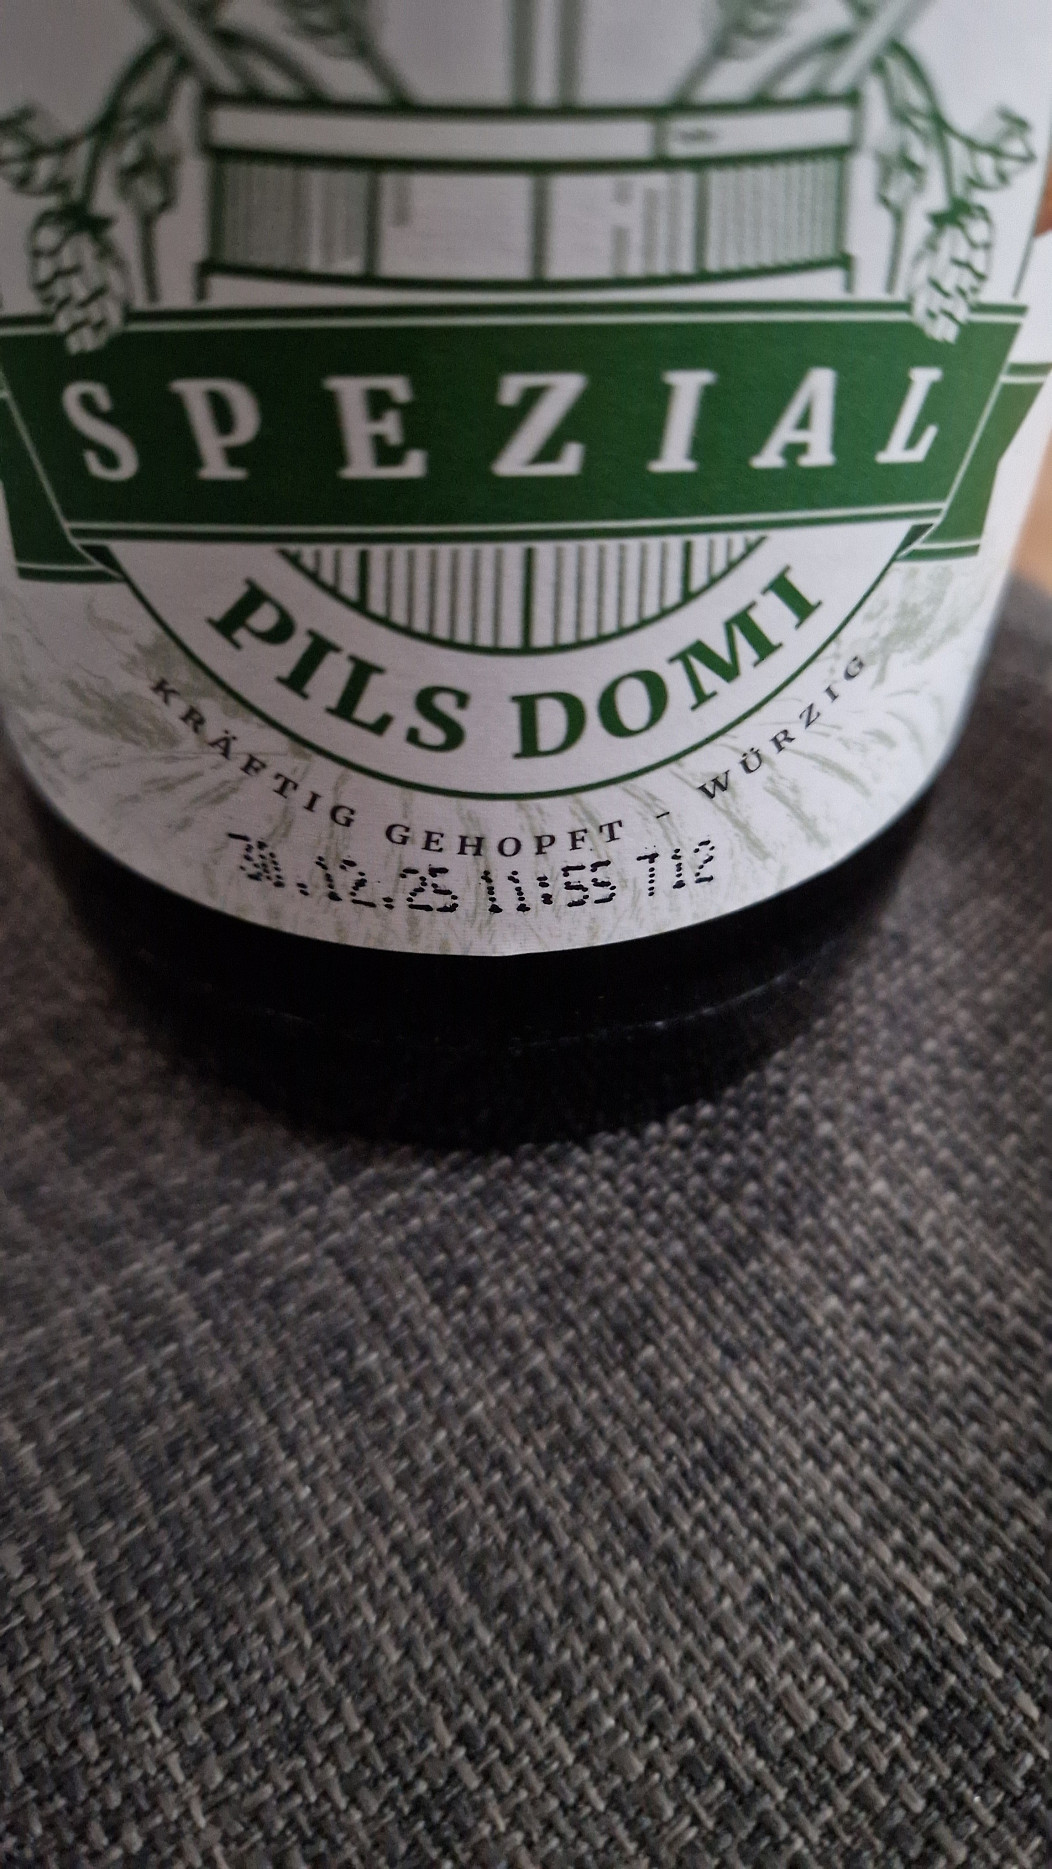 SPEZIAL
PILS DOMI
KRÄFTIG GEHOPFT - WÜRZIG